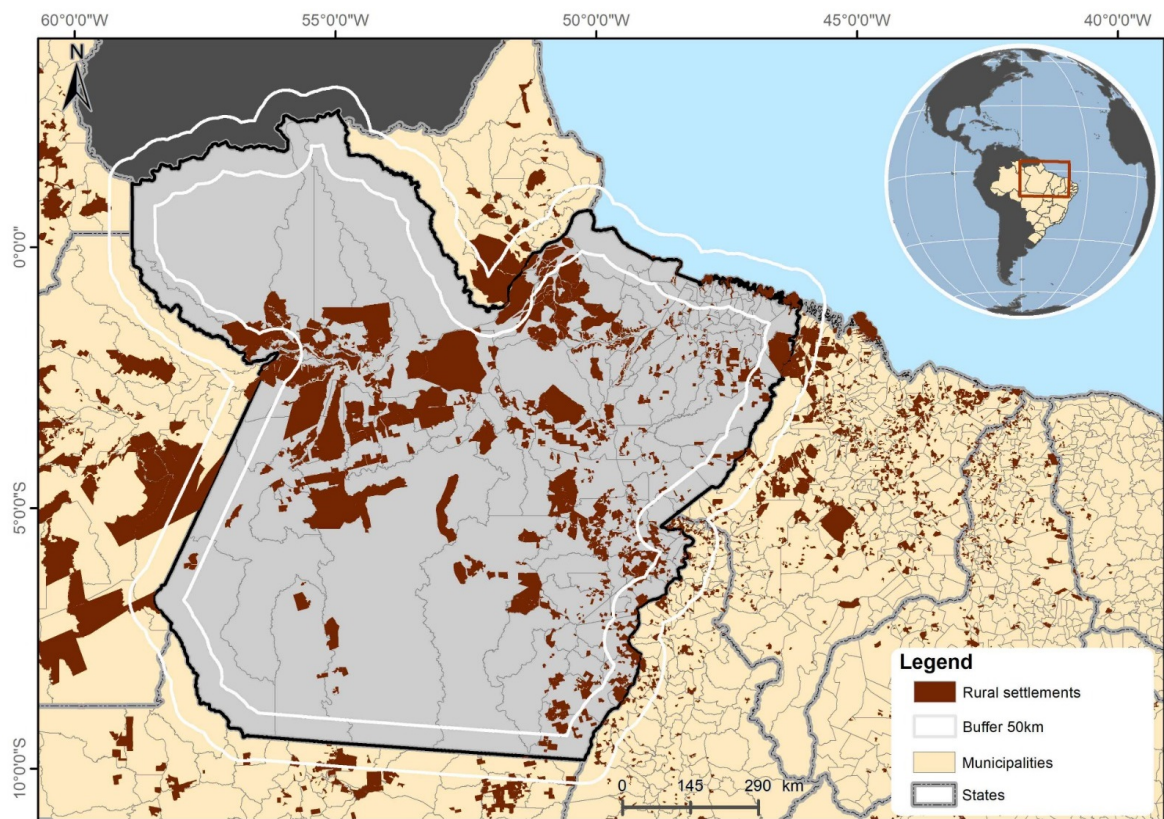 60°0'0"W 55°0'0"W 50°0'0"W 45°0'0"W 40°0'0"W
N
0°0'0"
5°0'0"S
10°0'0"S
Legend
Rural settlements
Buffer 50km
Municipalities
States
0 145 290 km